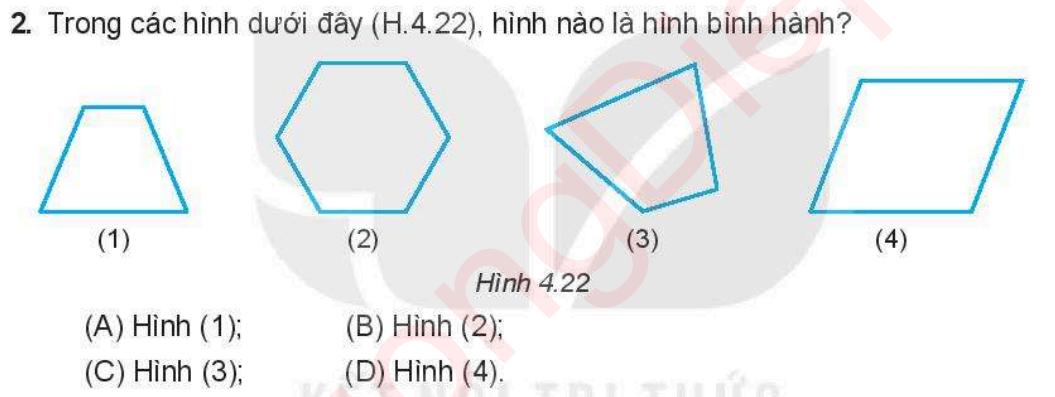 2. Trong các hình dưới đây (H.4.22), hình nào là hình bình hành?
(1) (2) (3) (4)
Hình 4.22
(A) Hình (1); (B) Hình (2);
(C) Hình (3); (D) Hình (4).